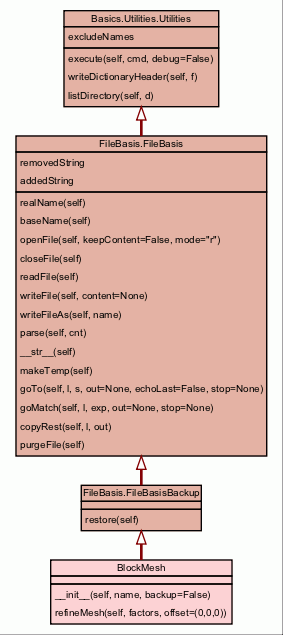 Basics.Utilities.Utilities
excludeNames
execute(self, cmd, debug=False)
writeDictionaryHeader(self, f)
listDirectory(self, d)
FileBasis.FileBasis
removedString
addedString
realName(self)
baseName(self)
openFile(self, keepContent=False, mode="r")
closeFile(self)
readFile(self)
writeFile(self, content=None)
writeFileAs(self, name)
parse(self, cnt)
__str__(self)
makeTemp(self)
goTo(self, l, s, out=None, echoLast=False, stop=None)
goMatch(self, l, exp, out=None, stop=None)
copyRest(self, l, out)
purgeFile(self)
FileBasis.FileBasisBackup
restore(self)
BlockMesh
__init__(self, name, backup=False)
refineMesh(self, factors, offset=(0,0,0))